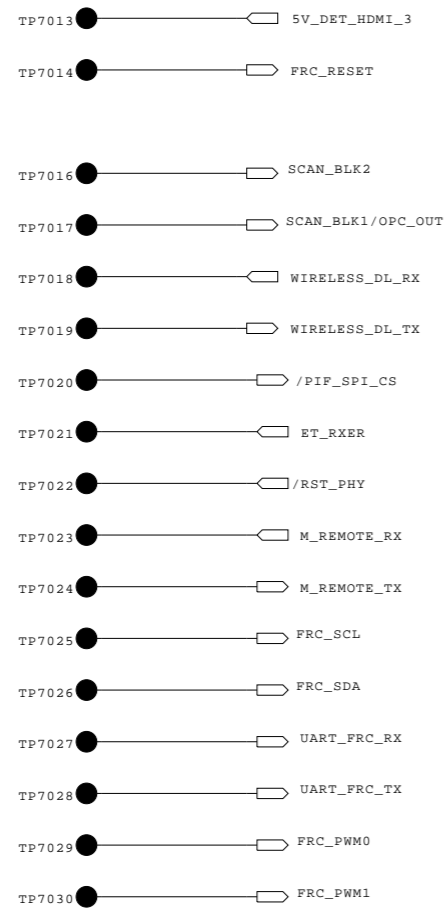 TP7013 5V_DET_HDMI_3
TP7014 FRC_RESET
TP7016 SCAN_BLK2
TP7017 SCAN_BLK1/OPC_OUT
TP7018 WIRELESS_DL_RX
TP7019 WIRELESS_DL_TX
TP7020 /PIF_SPI_CS
TP7021 ET_RXER
TP7022 /RST_PHY
TP7023 M_REMOTE_RX
TP7024 M_REMOTE_TX
TP7025 FRC_SCL
TP7026 FRC_SDA
TP7027 UART_FRC_RX
TP7028 UART_FRC_TX
TP7029 FRC_PWM0
TP7030 FRC_PWM1